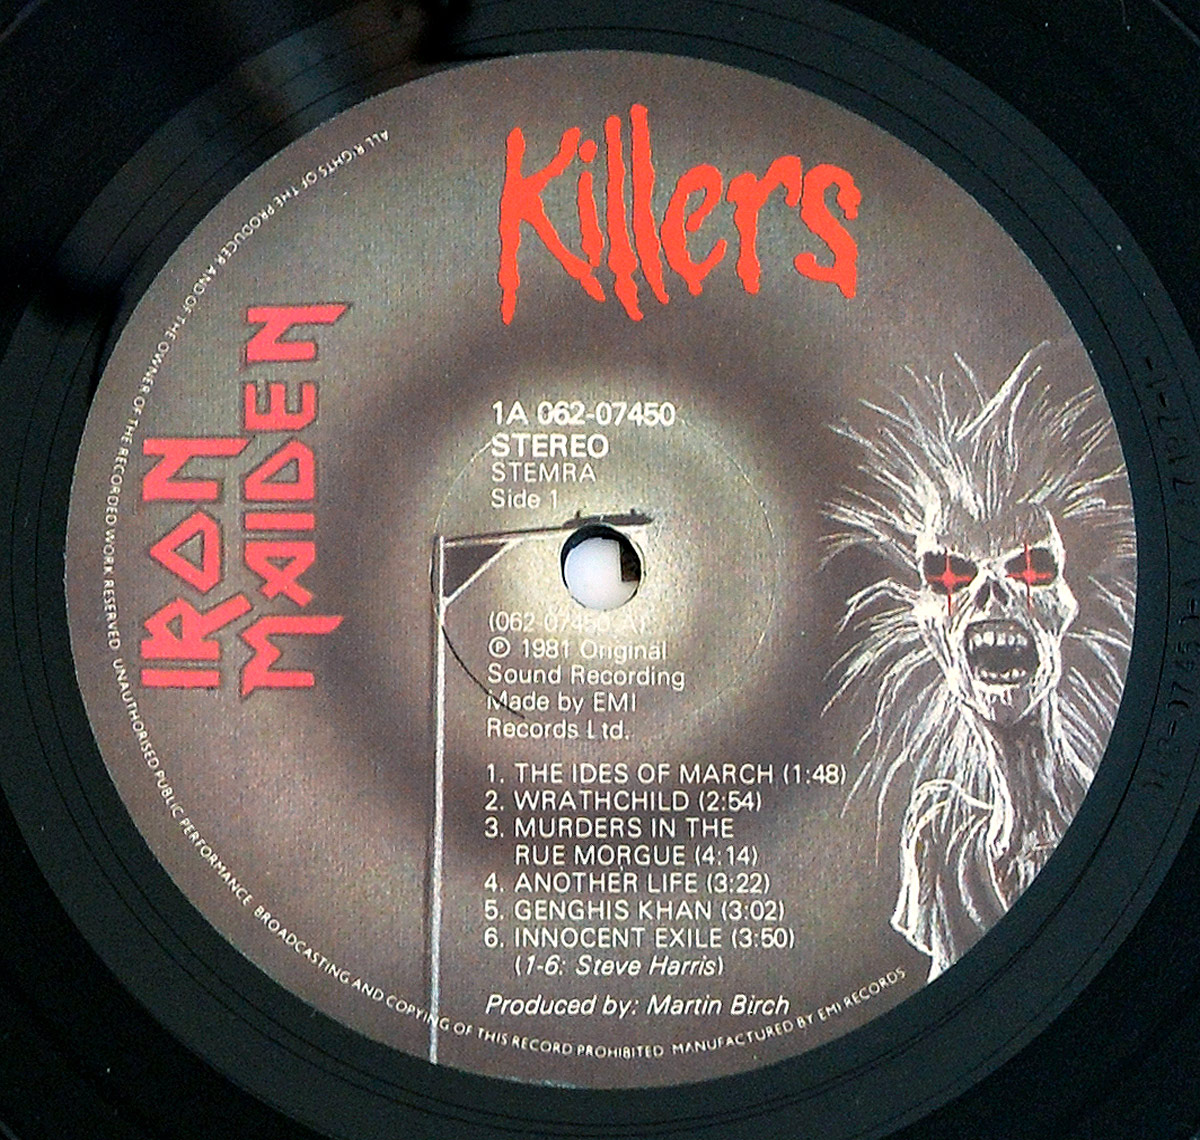 Killers
IRON
MAIDEN
1A 062-07450
STEREO
STEMRA
Side 1
(062-07450 A)
℗ 1981 Original
Sound Recording
Made by EMI
Records Ltd.
1. THE IDES OF MARCH (1:48)
2. WRATHCHILD (2:54)
3. MURDERS IN THE
RUE MORGUE (4:14)
4. ANOTHER LIFE (3:22)
5. GENGHIS KHAN (3:02)
6. INNOCENT EXILE (3:50)
(1-6: Steve Harris)
Produced by: Martin Birch
ALL RIGHTS OF THE PRODUCER AND OF THE OWNER OF THE RECORDED WORK RESERVED UNAUTHORISED PUBLIC PERFORMANCE BROADCASTING AND COPYING OF THIS RECORD PROHIBITED MANUFACTURED BY EMI RECORDS